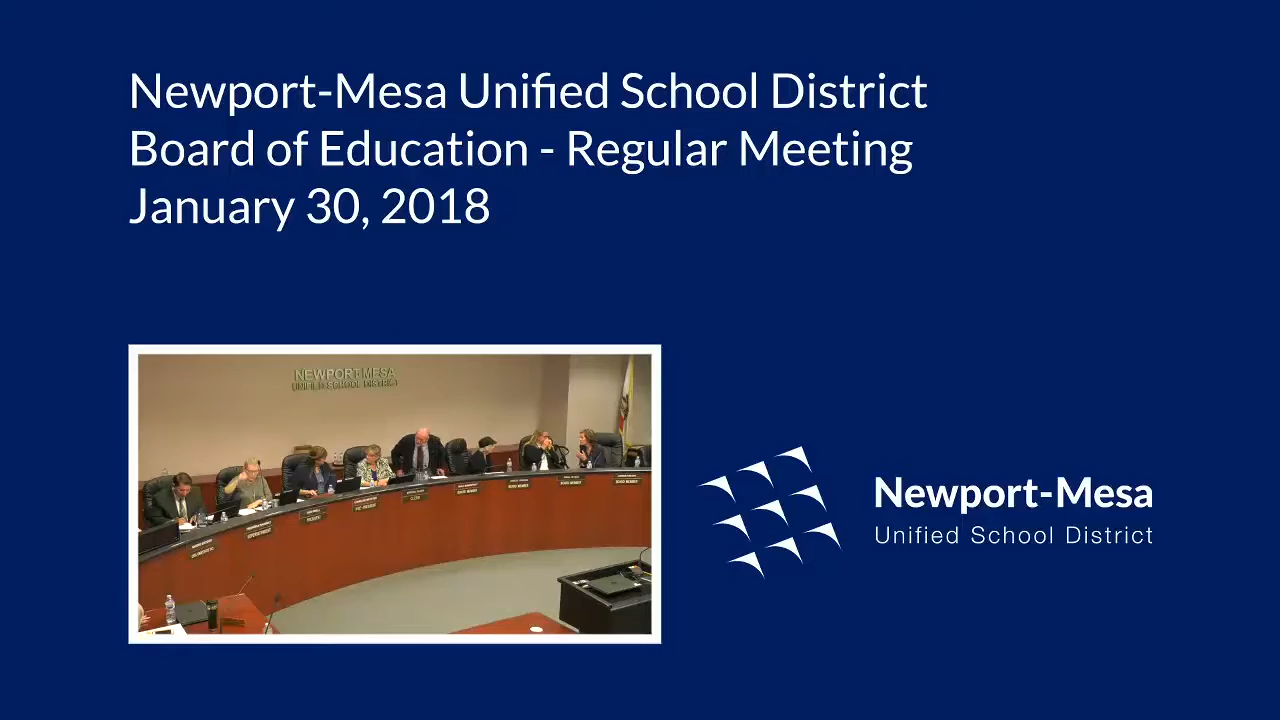 Newport-Mesa Unified School District
Board of Education - Regular Meeting
January 30, 2018
NEWPORT-MESA
UNIFIED SCHOOL DISTRICT
Newport-Mesa
Unified School District